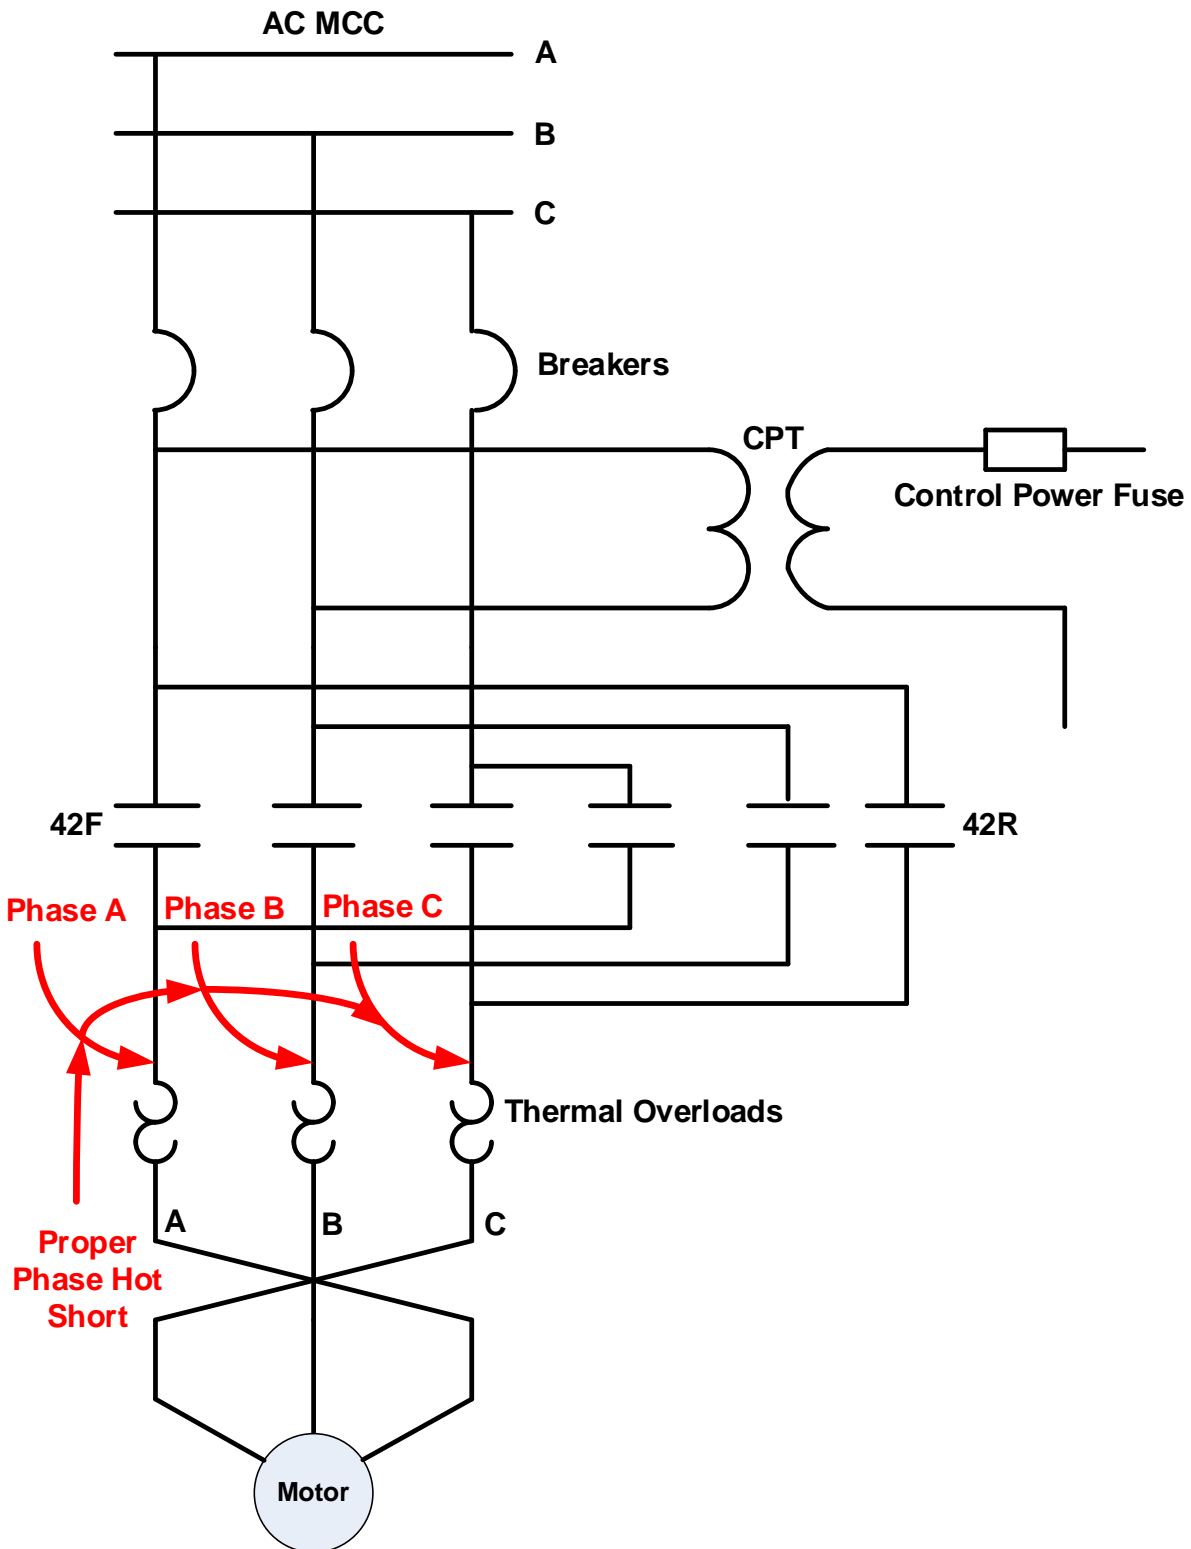 AC MCC
A
B
C
Breakers
CPT
Control Power Fuse
42F
42R
Phase A
Phase B
Phase C
Thermal Overloads
A
B
C
Proper
Phase Hot
Short
Motor